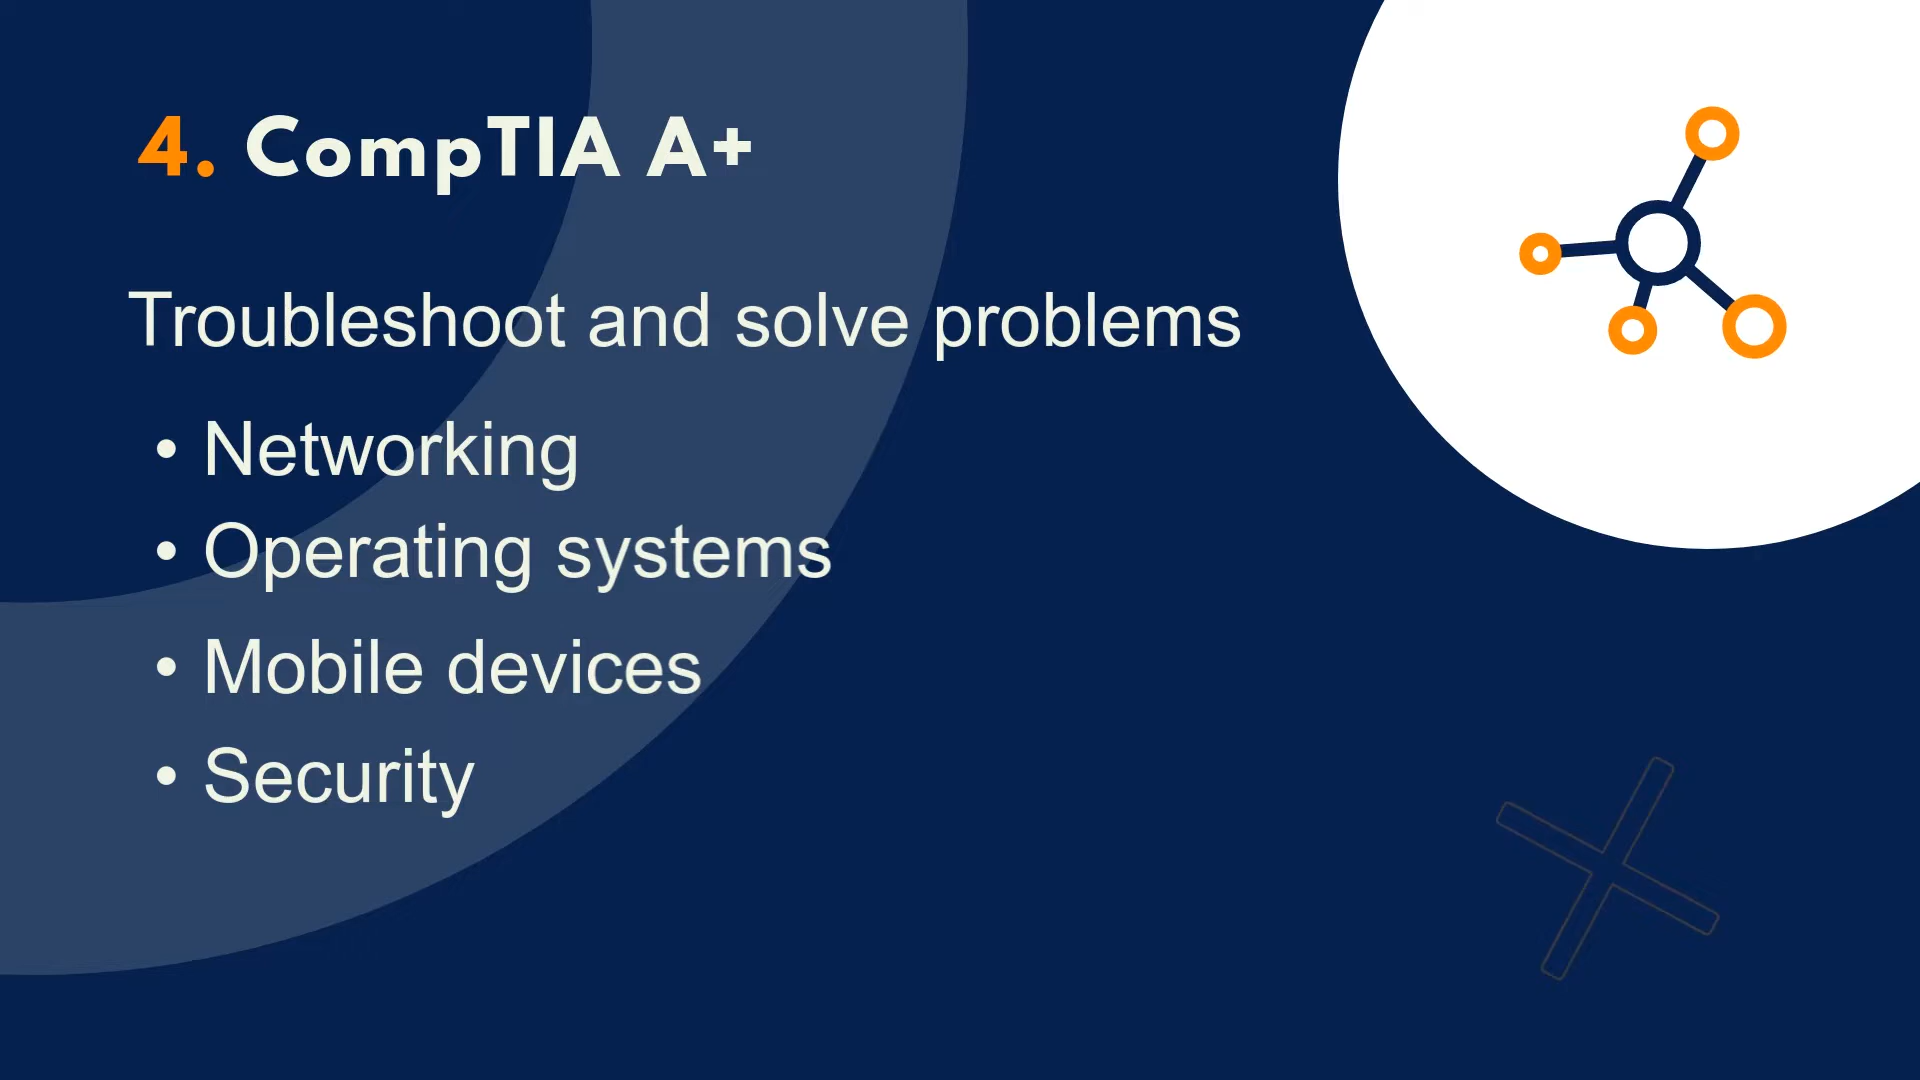 4. CompTIA A+
Troubleshoot and solve problems
• Networking
• Operating systems
• Mobile devices
• Security